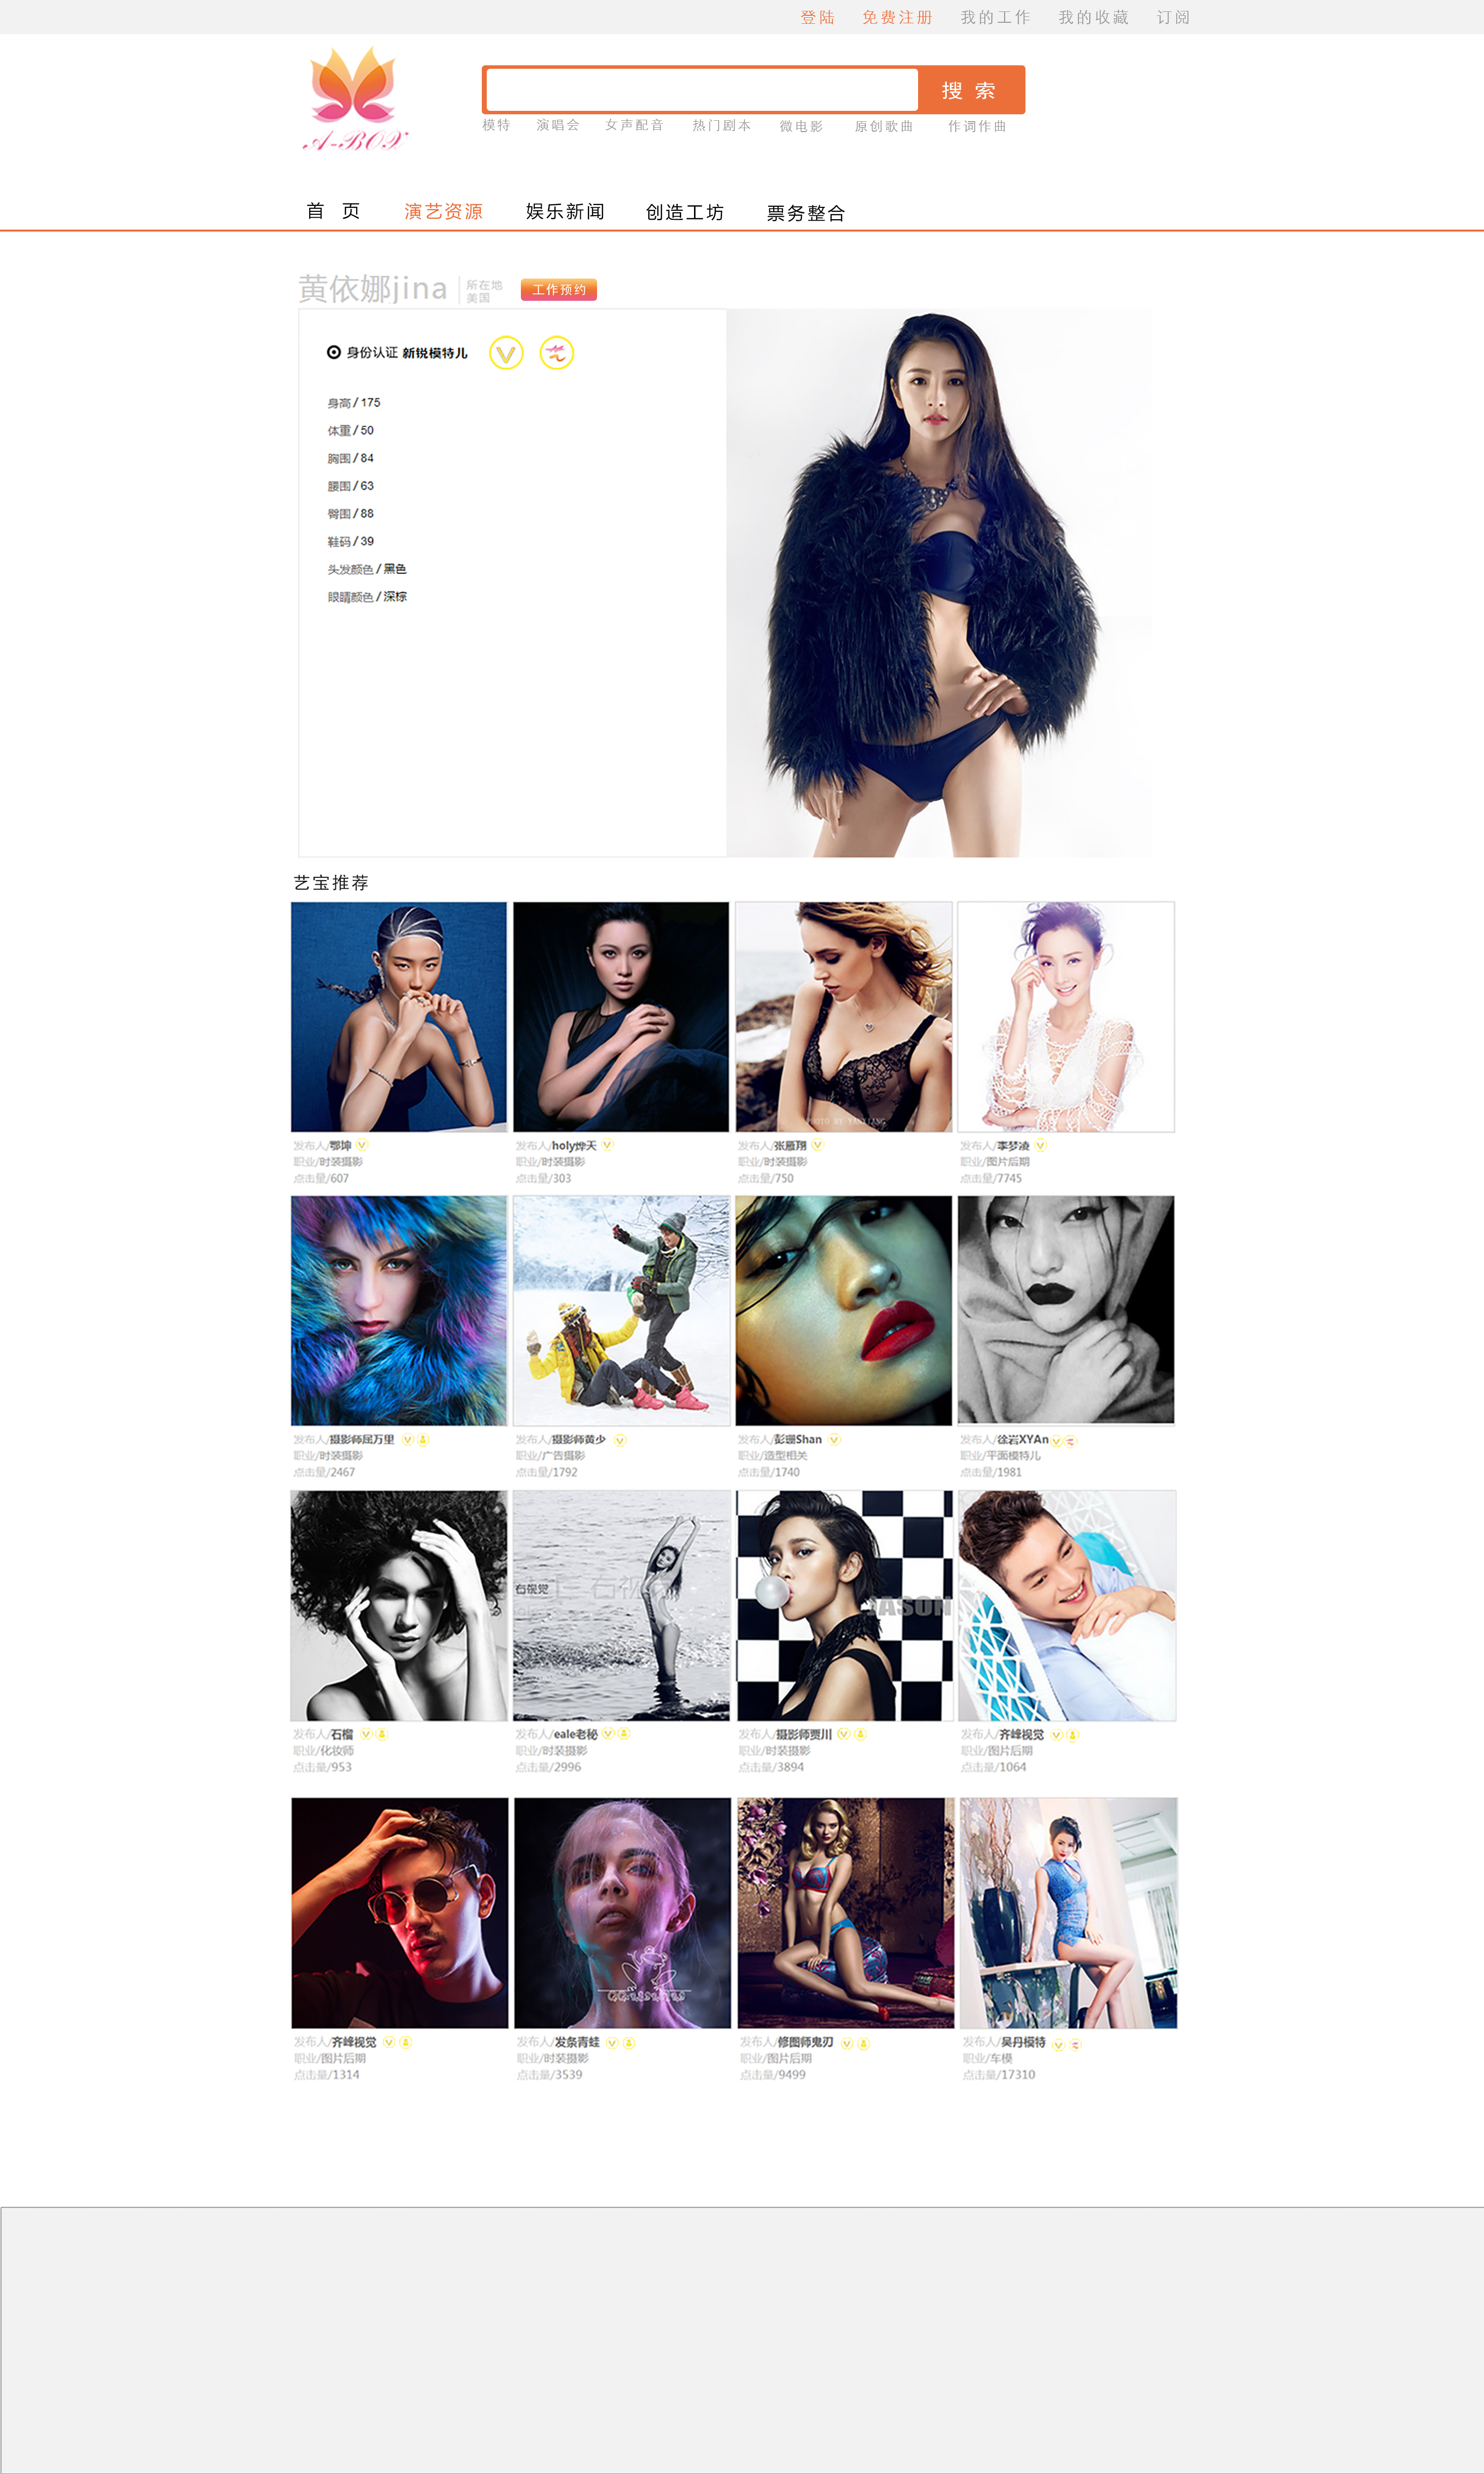 登陆 免费注册 我的工作 我的收藏 订阅
A-BOX
搜 索
模特 演唱会 女声配音 热门剧本 微电影 原创歌曲 作词作曲
首 页 演艺资源 娱乐新闻 创造工坊 票务整合
黄依娜jina
所在地
美国
工作预约
身份认证 新锐模特儿
身高 / 175
体重 / 50
胸围 / 84
腰围 / 63
臀围 / 88
鞋码 / 39
头发颜色 / 黑色
眼睛颜色 / 深棕
艺宝推荐
PHOTO BY YANXIANG
发布人/鄂坤
职业/时装摄影
点击量/607
发布人/holy烨天
职业/时装摄影
点击量/303
发布人/张雁翔
职业/时装摄影
点击量/750
发布人/李梦凌
职业/图片后期
点击量/7745
发布人/摄影师屈万里
职业/时装摄影
点击量/2467
发布人/摄影师黄少
职业/广告摄影
点击量/1792
发布人/彭珊Shan
职业/造型相关
点击量/1740
发布人/徐岩XYAn
职业/平面模特儿
点击量/1981
右视觉
JASON
发布人/石榴
职业/化妆师
点击量/953
发布人/eale老秘
职业/时装摄影
点击量/2996
发布人/摄影师贾川
职业/时装摄影
点击量/3894
发布人/齐峰视觉
职业/图片后期
点击量/1064
发布人/齐峰视觉
职业/图片后期
点击量/1314
发布人/发条青蛙
职业/时装摄影
点击量/3539
发布人/修图师鬼刃
职业/图片后期
点击量/9499
发布人/吴丹模特
职业/车模
点击量/17310